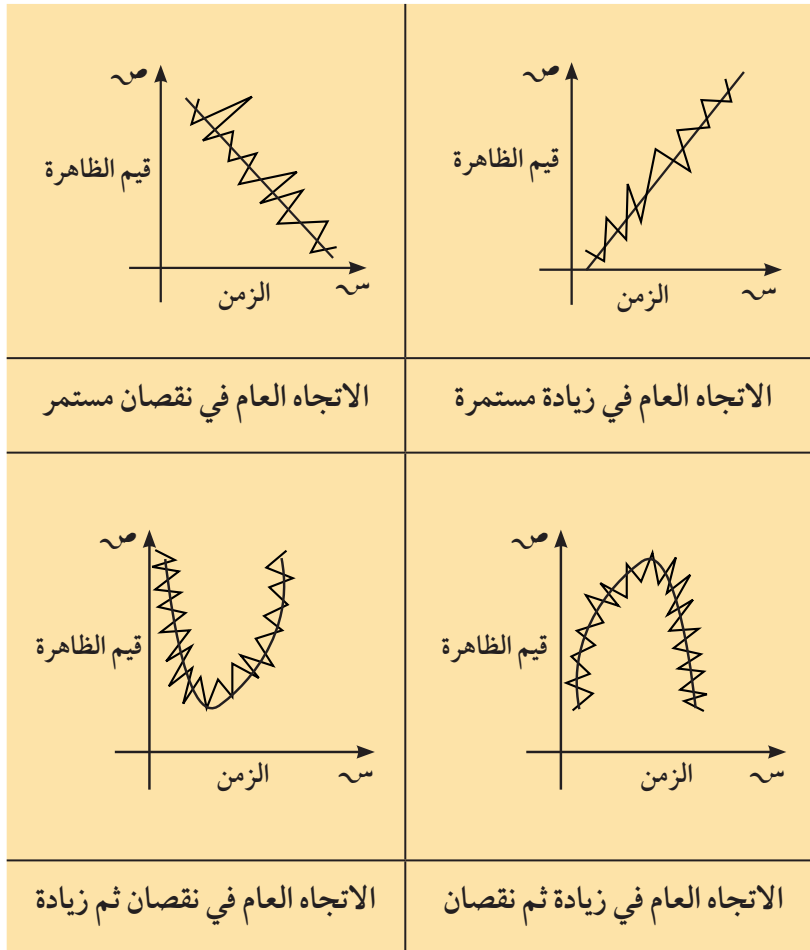 ص
قيم الظاهرة
الزمن
س
الاتجاه العام في زيادة مستمرة
ص
قيم الظاهرة
الزمن
س
الاتجاه العام في نقصان مستمر
ص
قيم الظاهرة
الزمن
س
الاتجاه العام في زيادة ثم نقصان
ص
قيم الظاهرة
الزمن
س
الاتجاه العام في نقصان ثم زيادة